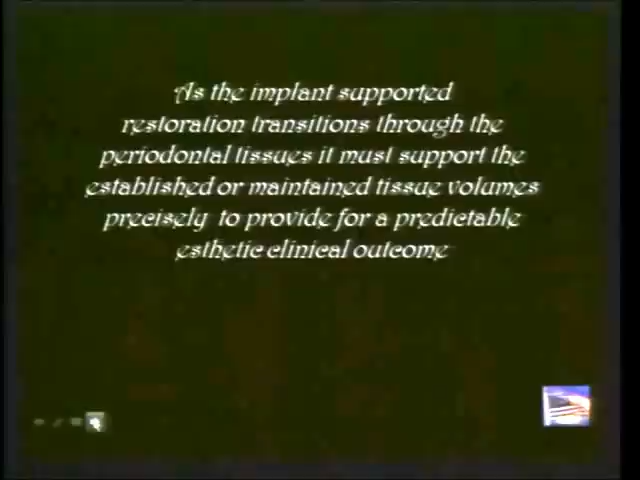 As the implant supported
restoration transitions through the
periodontal tissues it must support the
established or maintained tissue volumes
precisely to provide for a predictable
esthetic clinical outcome